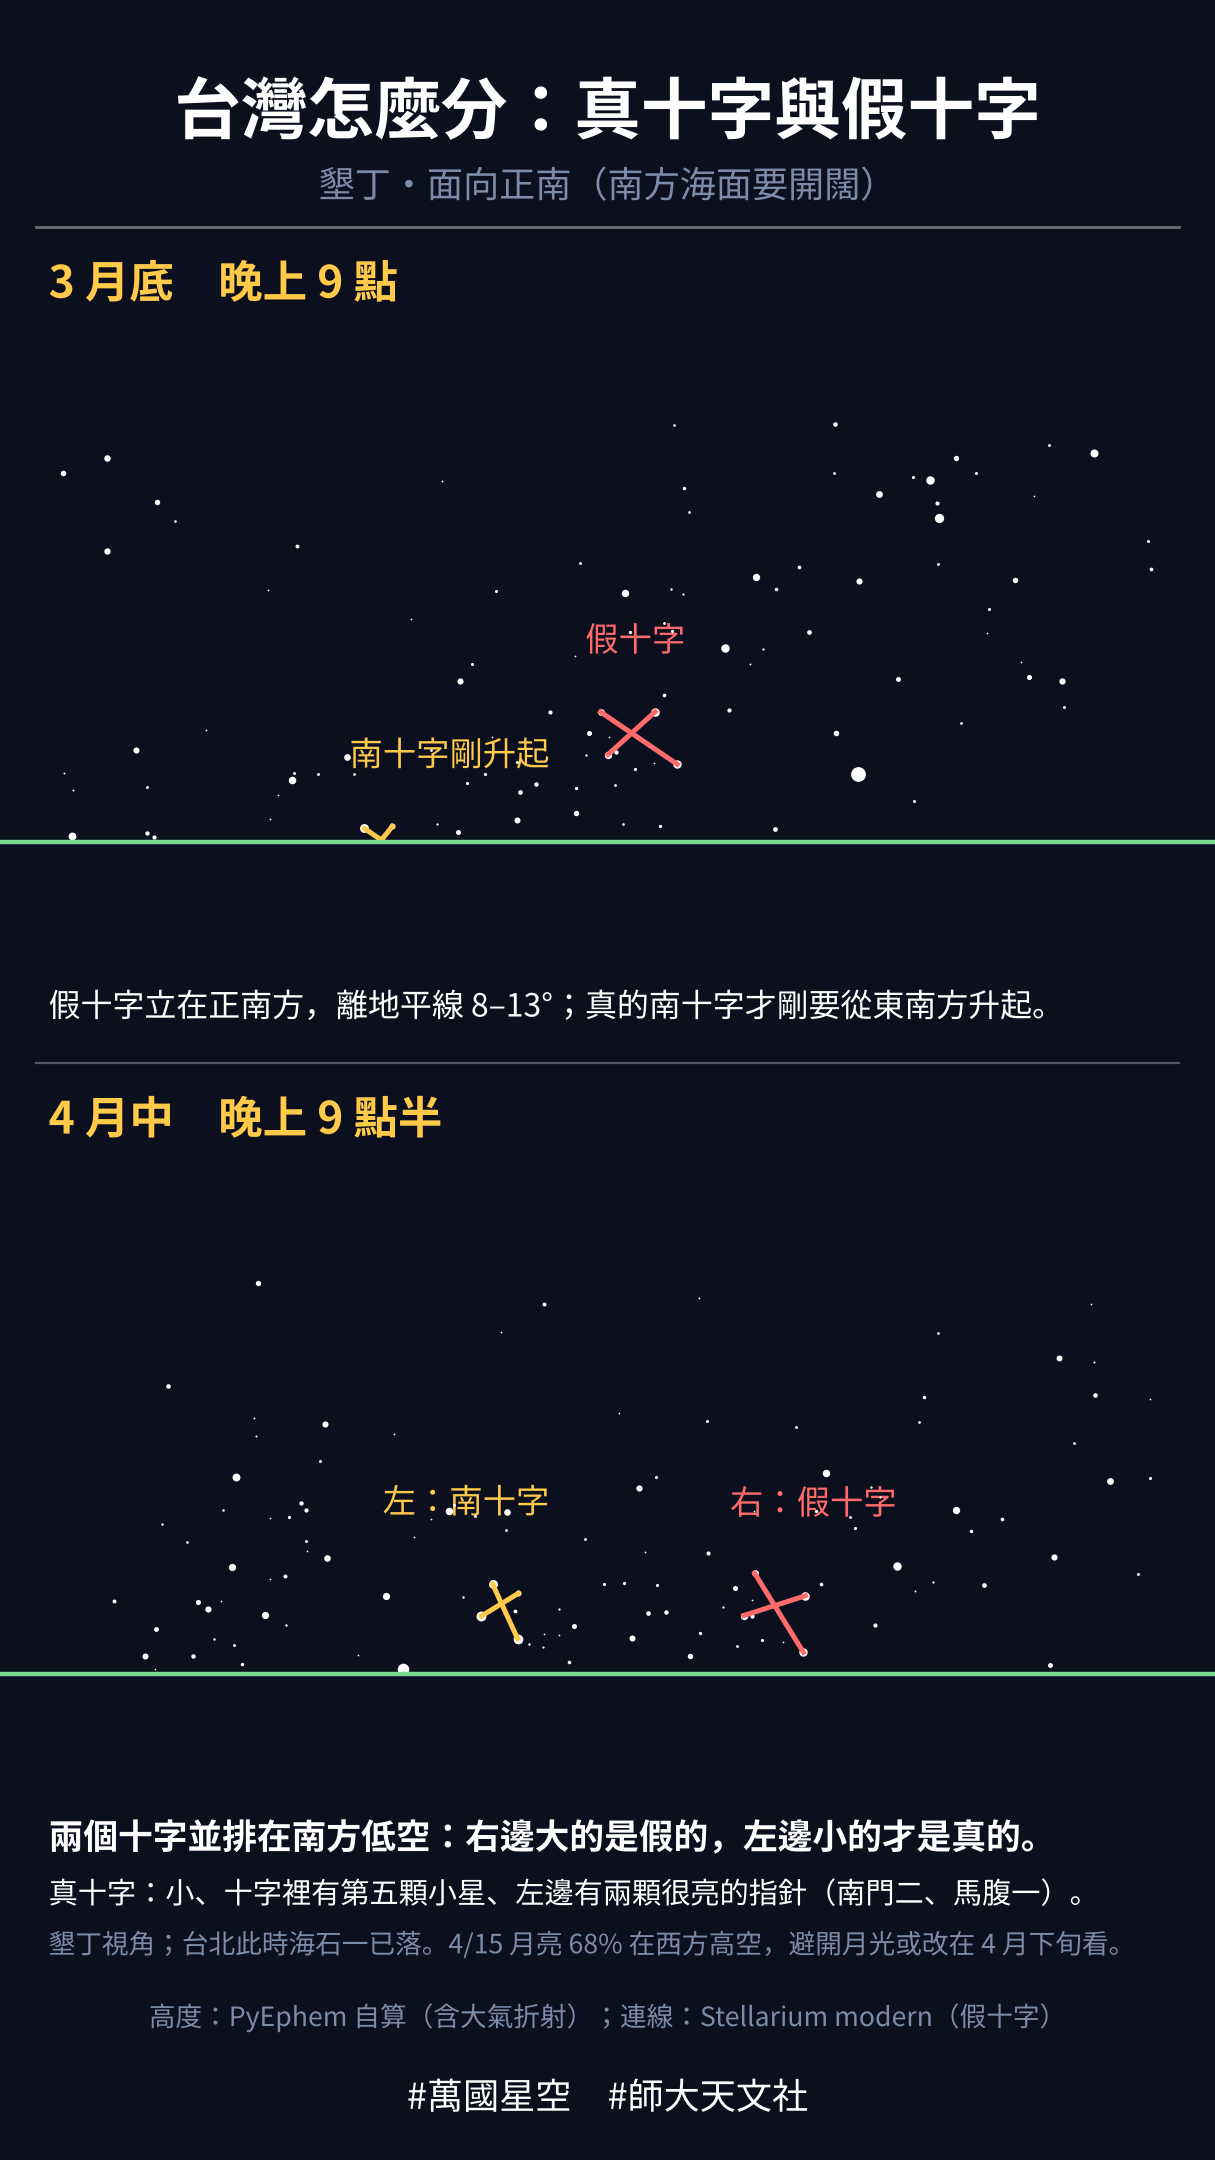 台灣怎麼分：真十字與假十字
墾丁・面向正南（南方海面要開闊）
3 月底　晚上 9 點
假十字
南十字剛升起
假十字立在正南方，離地平線 8–13°；真的南十字才剛要從東南方升起。
4 月中　晚上 9 點半
左：南十字
右：假十字
兩個十字並排在南方低空：右邊大的是假的，左邊小的才是真的。
真十字：小、十字裡有第五顆小星、左邊有兩顆很亮的指針（南門二、馬腹一）。
墾丁視角；台北此時海石一已落。4/15 月亮 68% 在西方高空，避開月光或改在 4 月下旬看。
高度：PyEphem 自算（含大氣折射）；連線：Stellarium modern（假十字）
#萬國星空　#師大天文社